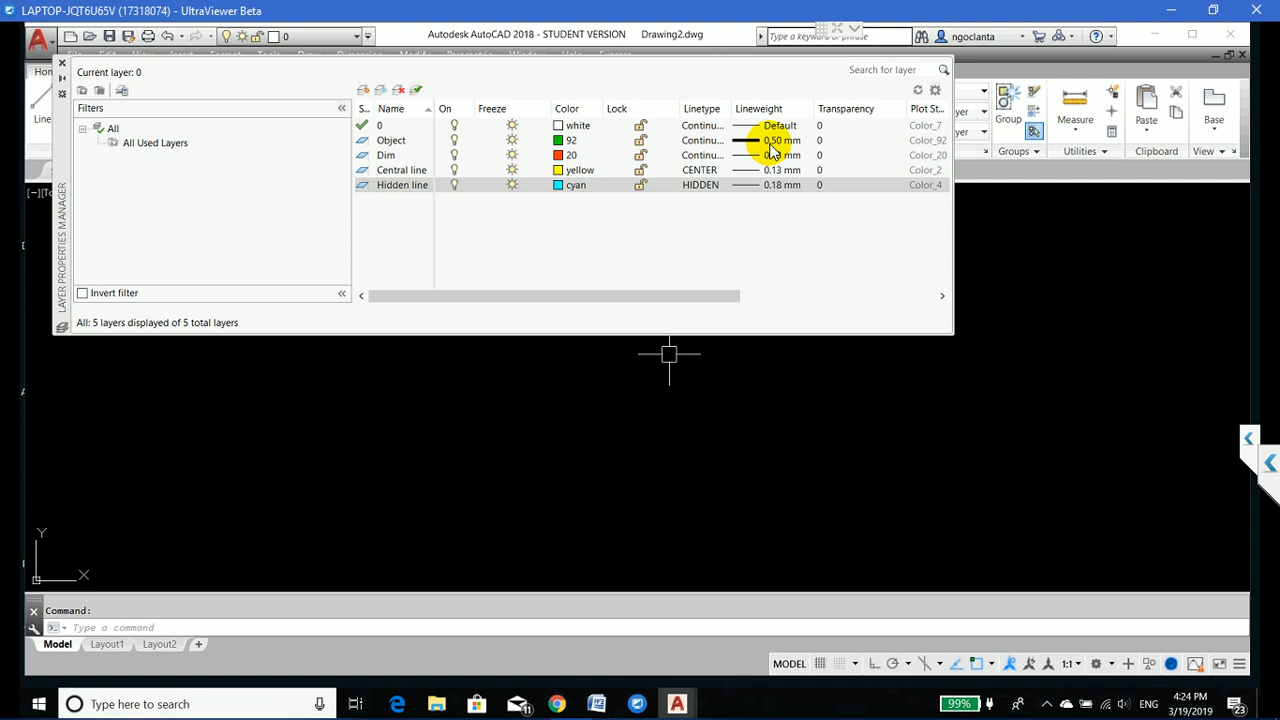 LAPTOP-JQT6U65V (17318074) - UltraViewer Beta
0
Autodesk AutoCAD 2018 - STUDENT VERSION Drawing2.dwg
Type a keyword or phrase
ngoclanta
Current layer: 0
Search for layer
Hon
Filters
S.. Name On Freeze Color Lock Linetype Lineweight Transparency Plot St...
All
All Used Layers
0 white Continu... Default 0 Color_7
Object 92 Continu... 0.50 mm 0 Color_92
Dim 20 Continu... mm 0 Color_20
Central line yellow CENTER 0.13 mm 0 Color_2
Hidden line cyan HIDDEN 0.18 mm 0 Color_4
Line
Group
Measure
Paste
Base
Groups
Utilities
Clipboard
View
[−][To
LAYER PROPERTIES MANAGER
Invert filter
All: 5 layers displayed of 5 total layers
Y
X
Command:
Type a command
Model Layout1 Layout2 +
MODEL 1:1
Type here to search
11
99%
ENG
4:24 PM
3/19/2019
23